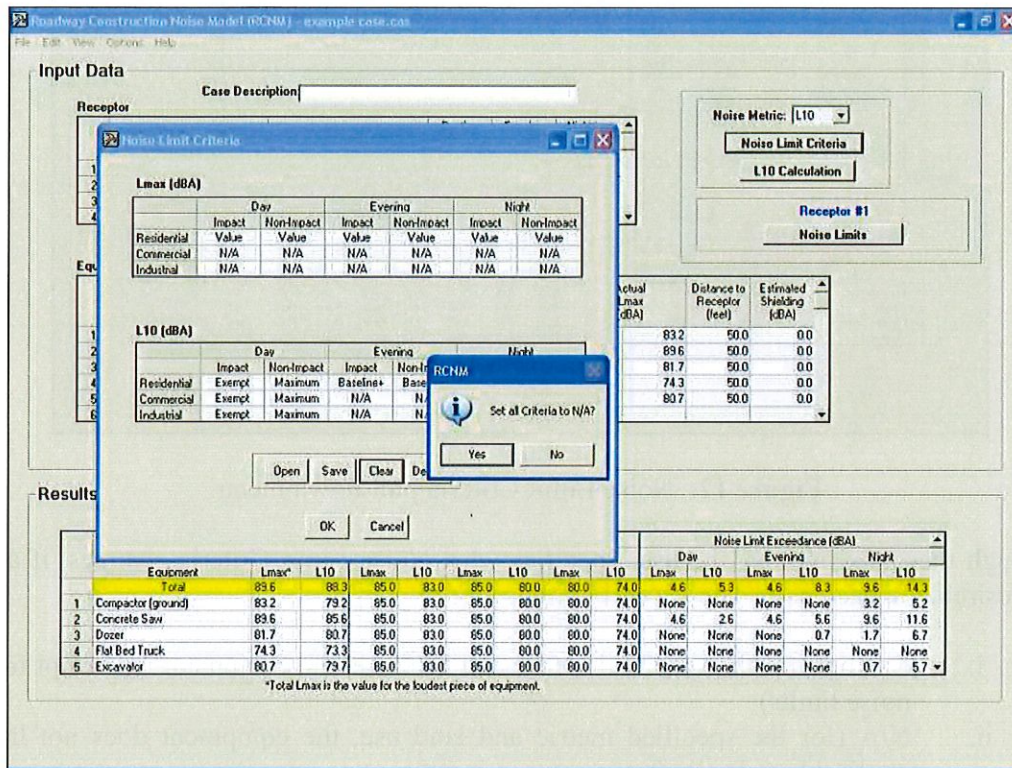 Roadway Construction Noise Model (RCNM) - example case.cas
File Edit View Options Help
Input Data
Case Description:
Receptor
1
2
3
4
Noise Metric: L10
Noise Limit Criteria
L10 Calculation
Receptor #1
Noise Limits
Noise Limit Criteria
Lmax (dBA)
Day Evening Night
Impact Non-Impact Impact Non-Impact Impact Non-Impact
Residential Value Value Value Value Value Value
Commercial N/A N/A N/A N/A N/A N/A
Industrial N/A N/A N/A N/A N/A N/A
L10 (dBA)
Day Evening Night
Impact Non-Impact Impact
Residential Exempt Maximum Baseline+
Commercial Exempt Maximum N/A
Industrial Exempt Maximum N/A
Open Save Clear
OK Cancel
RCNM
Set all Criteria to N/A?
Yes No
Actual Lmax (dBA) Distance to Receptor (feet) Estimated Shielding (dBA)
1 83.2 50.0 0.0
2 89.6 50.0 0.0
3 81.7 50.0 0.0
4 74.3 50.0 0.0
5 80.7 50.0 0.0
6
Results
Noise Limit Exceedance (dBA)
Day Evening Night
Equipment Lmax* L10 Lmax L10 Lmax L10 Lmax L10 Lmax L10 Lmax L10 Lmax L10
Total 89.6 88.3 85.0 83.0 85.0 80.0 80.0 74.0 4.6 5.3 4.6 8.3 9.6 14.3
1 Compactor (ground) 83.2 79.2 85.0 83.0 85.0 80.0 80.0 74.0 None None None None 3.2 5.2
2 Concrete Saw 89.6 85.6 85.0 83.0 85.0 80.0 80.0 74.0 4.6 2.6 4.6 5.6 9.6 11.6
3 Dozer 81.7 80.7 85.0 83.0 85.0 80.0 80.0 74.0 None None None 0.7 1.7 6.7
4 Flat Bed Truck 74.3 73.3 85.0 83.0 85.0 80.0 80.0 74.0 None None None None None None
5 Excavator 80.7 79.7 85.0 83.0 85.0 80.0 80.0 74.0 None None None None 0.7 5.7
*Total Lmax is the value for the loudest piece of equipment.